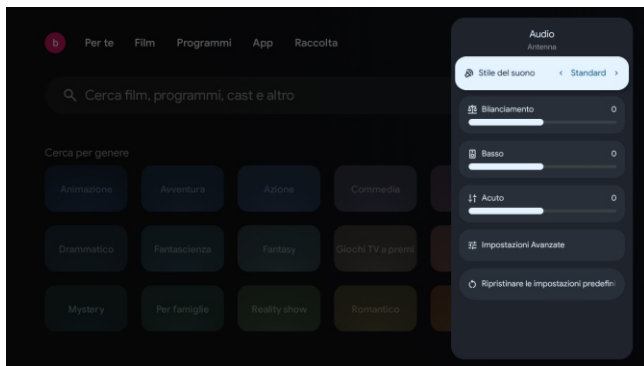 b
Per te Film Programmi App Raccolta
Cerca film, programmi, cast e altro
Cerca per genere
Animazione Avventura Azione Commedia
Drammatico Fantascienza Fantasy Giochi TV a premi
Mystery Per famiglie Reality show Romantico
Audio
Antenna
Stile del suono < Standard >
Bilanciamento 0
Basso 0
Acuto 0
Impostazioni Avanzate
Ripristinare le impostazioni predefini